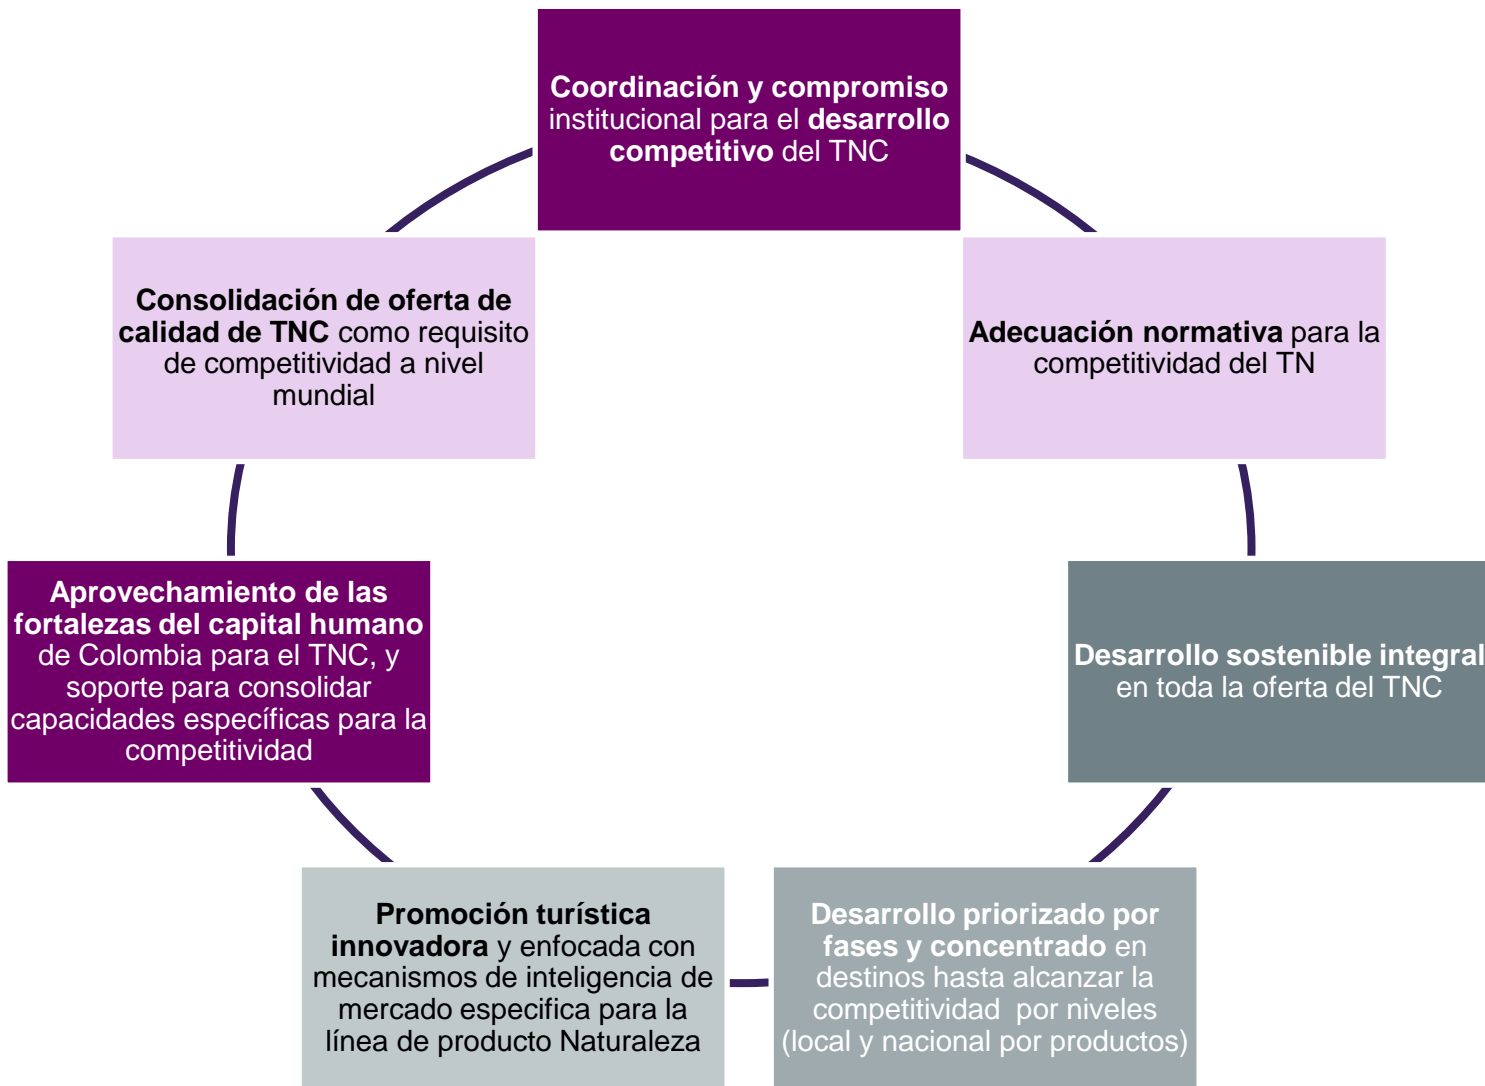 Coordinación y compromiso
institucional para el desarrollo
competitivo del TNC
Consolidación de oferta de
calidad de TNC como requisito
de competitividad a nivel
mundial
Adecuación normativa para la
competitividad del TN
Aprovechamiento de las
fortalezas del capital humano
de Colombia para el TNC, y
soporte para consolidar
capacidades específicas para la
competitividad
Desarrollo sostenible integral
en toda la oferta del TNC
Promoción turística
innovadora y enfocada con
mecanismos de inteligencia de
mercado especifica para la
línea de producto Naturaleza
Desarrollo priorizado por
fases y concentrado en
destinos hasta alcanzar la
competitividad por niveles
(local y nacional por productos)